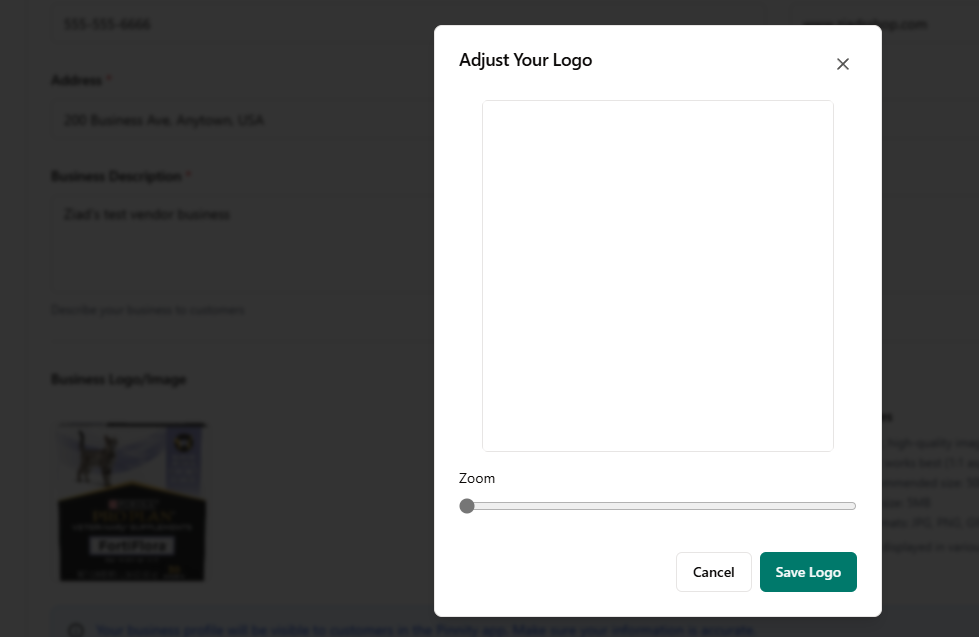 555-555-6666
Adjust Your Logo
Address *
200 Business Ave, Anytown, USA
Business Description *
Ziad's test vendor business
Describe your business to customers
Business Logo/Image
PRO PLAN
FortiFlora
Zoom
Cancel
Save Logo
Your business profile will be visible to customers in the
app. Make sure your information is accurate.